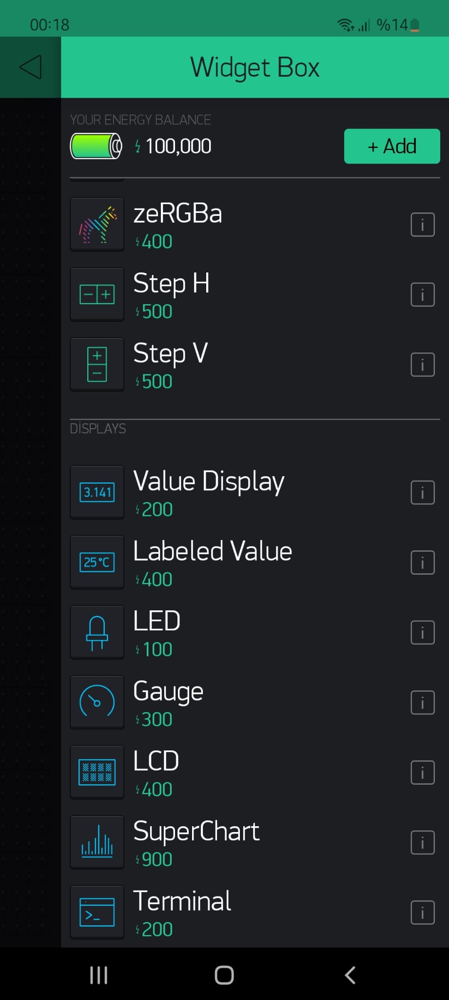 00:18
%14
Widget Box
YOUR ENERGY BALANCE
100,000
+ Add
zeRGBa
400
i
Step H
500
i
Step V
500
i
DİSPLAYS
3.141
Value Display
200
i
25°C
Labeled Value
400
i
LED
100
i
Gauge
300
i
LCD
400
i
SuperChart
900
i
>_
Terminal
200
i